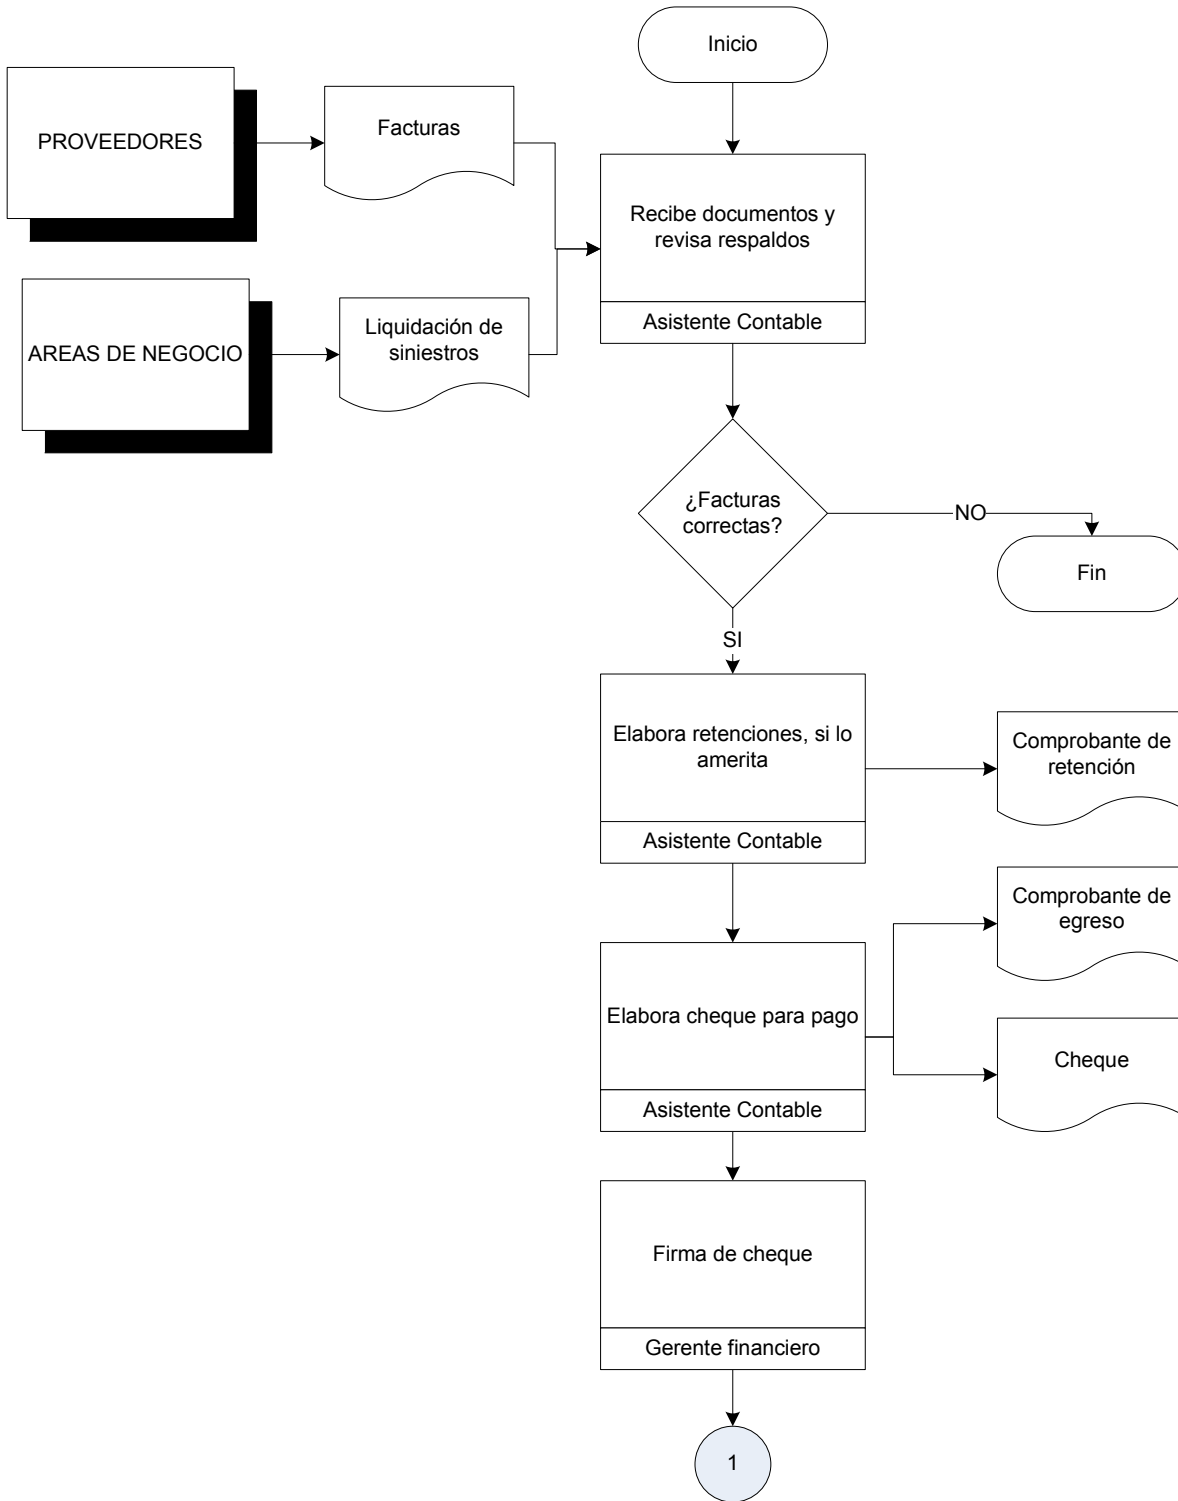 Inicio
PROVEEDORES
Facturas
Recibe documentos y
revisa respaldos
Asistente Contable
AREAS DE NEGOCIO
Liquidación de
siniestros
¿Facturas
correctas?
NO
Fin
SI
Elabora retenciones, si lo
amerita
Asistente Contable
Comprobante de
retención
Comprobante de
egreso
Elabora cheque para pago
Asistente Contable
Cheque
Firma de cheque
Gerente financiero
1